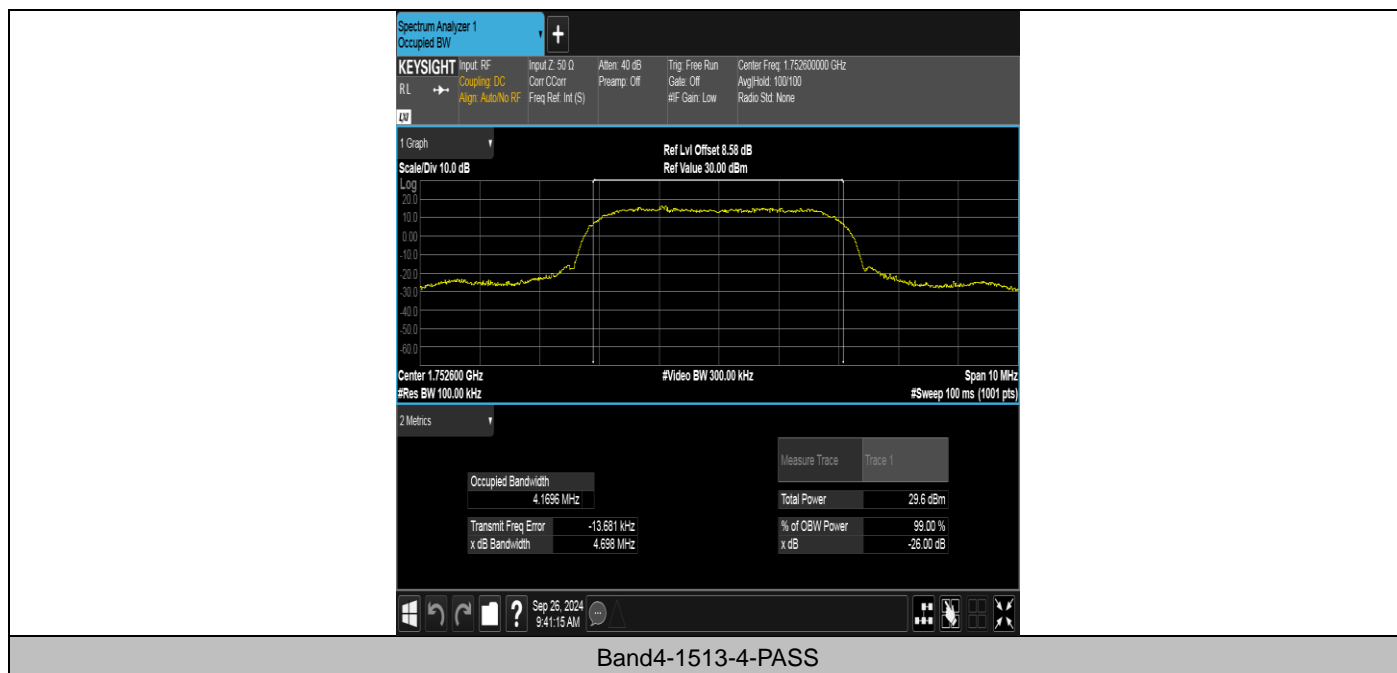 Spectrum Analyzer 1
Occupied BW
+
KEYSIGHT Input: RF Input Z: 50 Ω Atten: 40 dB Trig: Free Run Center Freq: 1.752600000 GHz
Coupling: DC Corr CCorr Preamp: Off Gate: Off Avg|Hold: 100/100
RL Align: Auto/No RF Freq Ref: Int (S) #IF Gain: Low Radio Std: None
LXI
1 Graph
Ref Lvl Offset 8.58 dB
Scale/Div 10.0 dB Ref Value 30.00 dBm
Log
20.0
10.0
0.00
-10.0
-20.0
-30.0
-40.0
-50.0
-60.0
Center 1.752600 GHz #Video BW 300.00 kHz Span 10 MHz
#Res BW 100.00 kHz #Sweep 100 ms (1001 pts)
2 Metrics
Measure Trace Trace 1
Occupied Bandwidth
4.1696 MHz
Total Power 29.6 dBm
Transmit Freq Error -13.681 kHz % of OBW Power 99.00 %
x dB Bandwidth 4.698 MHz x dB -26.00 dB
? Sep 26, 2024
9:41:15 AM
Band4-1513-4-PASS